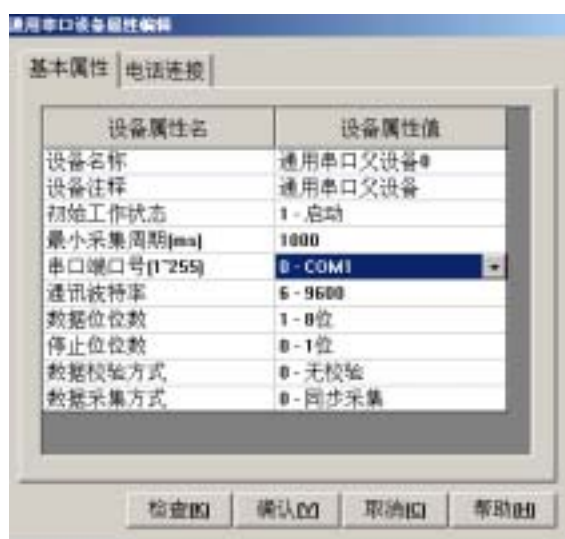 通用串口设备属性编辑
基本属性 电话连接
设备属性名 设备属性值
设备名称 通用串口父设备0
设备注释 通用串口父设备
初始工作状态 1 - 启动
最小采集周期(ms) 1000
串口端口号(1~255) 0 - COM1
通讯波特率 6 - 9600
数据位位数 1 - 8位
停止位位数 0 - 1位
数据校验方式 0 - 无校验
数据采集方式 0 - 同步采集
检查(K) 确认(Y) 取消(C) 帮助(H)